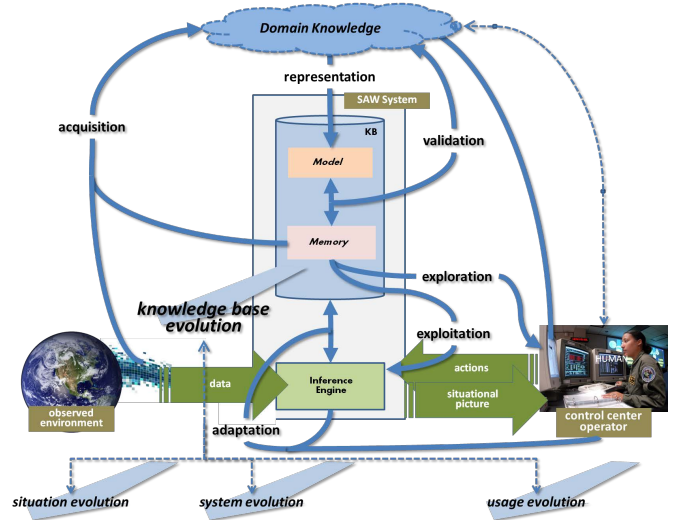 Domain Knowledge
representation
SAW System
acquisition
KB
validation
Model
Memory
exploration
knowledge base
evolution
exploitation
HUMAN
actions
data
Inference
Engine
situational
picture
observed
environment
control center
operator
adaptation
situation evolution
system evolution
usage evolution